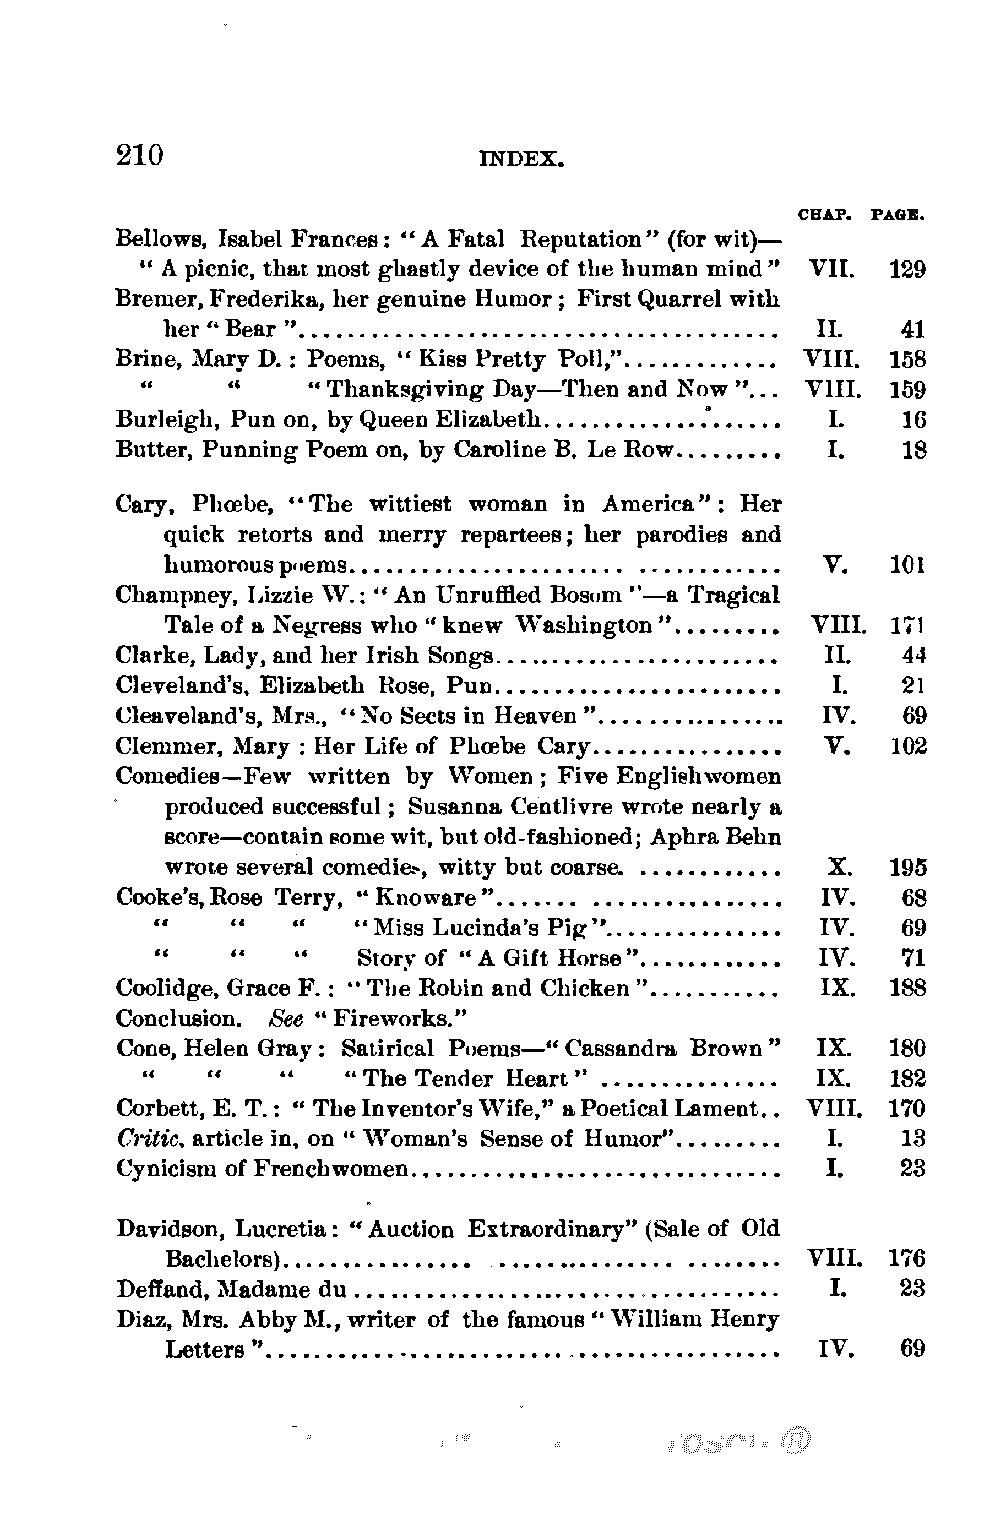 210 INDEX.
CHAP. PAGE.
Bellows, Isabel Frances: “A Fatal Reputation” (for wit)—
“A picnic, that most ghastly device of the human mind” VII. 129
Bremer, Frederika, her genuine Humor; First Quarrel with
her “Bear”........................................ II. 41
Brine, Mary D.: Poems, “Kiss Pretty Poll,”............. VIII. 158
“ “ “Thanksgiving Day—Then and Now”... VIII. 159
Burleigh, Pun on, by Queen Elizabeth.................... I. 16
Butter, Punning Poem on, by Caroline B. Le Row......... I. 18
Cary, Phœbe, “The wittiest woman in America”: Her
quick retorts and merry repartees; her parodies and
humorous poems....................... ............ V. 101
Champney, Lizzie W.: “An Unruffled Bosom”—a Tragical
Tale of a Negress who “knew Washington”......... VIII. 171
Clarke, Lady, and her Irish Songs........................ II. 44
Cleveland's, Elizabeth Rose, Pun........................ I. 21
Cleaveland's, Mrs., “No Sects in Heaven”................ IV. 69
Clemmer, Mary : Her Life of Phœbe Cary................ V. 102
Comedies—Few written by Women; Five Englishwomen
produced successful; Susanna Centlivre wrote nearly a
score—contain some wit, but old-fashioned; Aphra Behn
wrote several comedies, witty but coarse. ............ X. 195
Cooke's, Rose Terry, “Knoware”....... ................ IV. 68
“ “ “ “Miss Lucinda's Pig”............... IV. 69
“ “ “ Story of “A Gift Horse”............ IV. 71
Coolidge, Grace F.: “The Robin and Chicken”........... IX. 188
Conclusion. See “Fireworks.”
Cone, Helen Gray: Satirical Poems—“Cassandra Brown” IX. 180
“ “ “ “The Tender Heart” ............... IX. 182
Corbett, E. T.: “The Inventor's Wife,” a Poetical Lament.. VIII. 170
Critic, article in, on “Woman's Sense of Humor”......... I. 13
Cynicism of Frenchwomen............................... I. 23
Davidson, Lucretia: “Auction Extraordinary” (Sale of Old
Bachelors)................ ............... ........ VIII. 176
Deffand, Madame du ................................... I. 23
Diaz, Mrs. Abby M., writer of the famous “William Henry
Letters”........................................... IV. 69